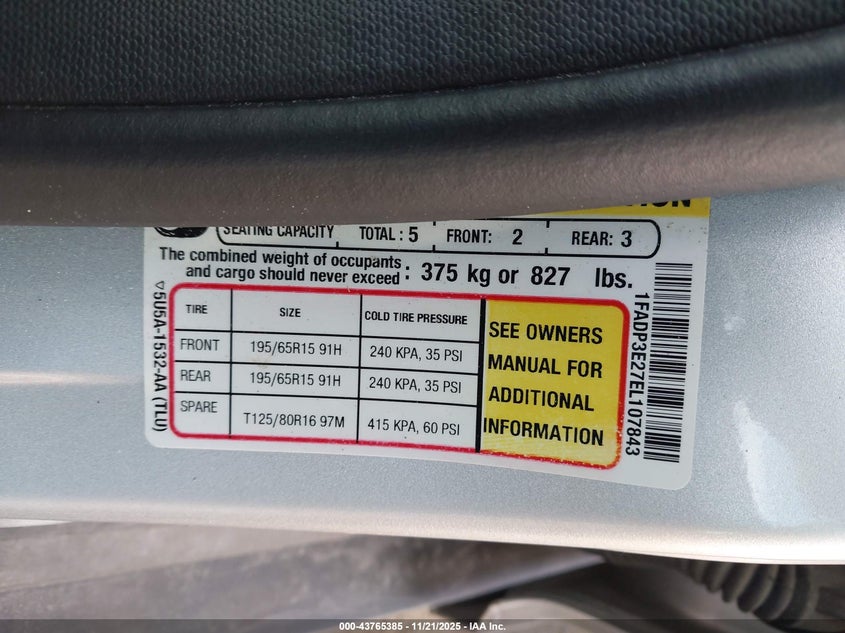 SEATING CAPACITY TOTAL : 5 FRONT: 2 REAR: 3
The combined weight of occupants
and cargo should never exceed : 375 kg or 827 lbs.
TIRE SIZE COLD TIRE PRESSURE
FRONT 195/65R15 91H 240 KPA, 35 PSI
REAR 195/65R15 91H 240 KPA, 35 PSI
SPARE T125/80R16 97M 415 KPA, 60 PSI
SEE OWNERS
MANUAL FOR
ADDITIONAL
INFORMATION
5U5A-1532-AA (TLU)
1FADP3E27EL107843
000-43765385 - 11/21/2025 - IAA Inc.